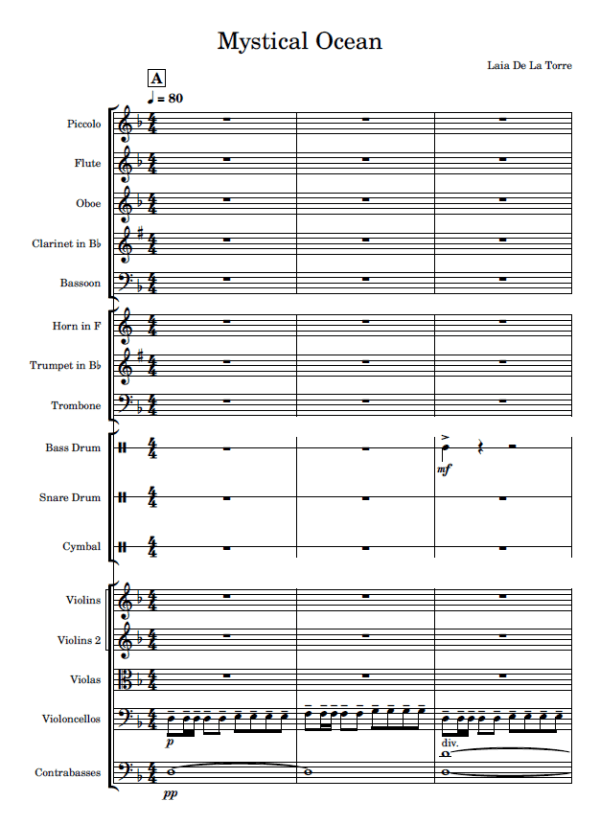 Mystical Ocean
Laia De La Torre
A
♩ = 80
Piccolo
Flute
Oboe
Clarinet in B♭
Bassoon
Horn in F
Trumpet in B♭
Trombone
Bass Drum
mf
Snare Drum
Cymbal
Violins
Violins 2
Violas
Violoncellos
p
div.
Contrabasses
pp